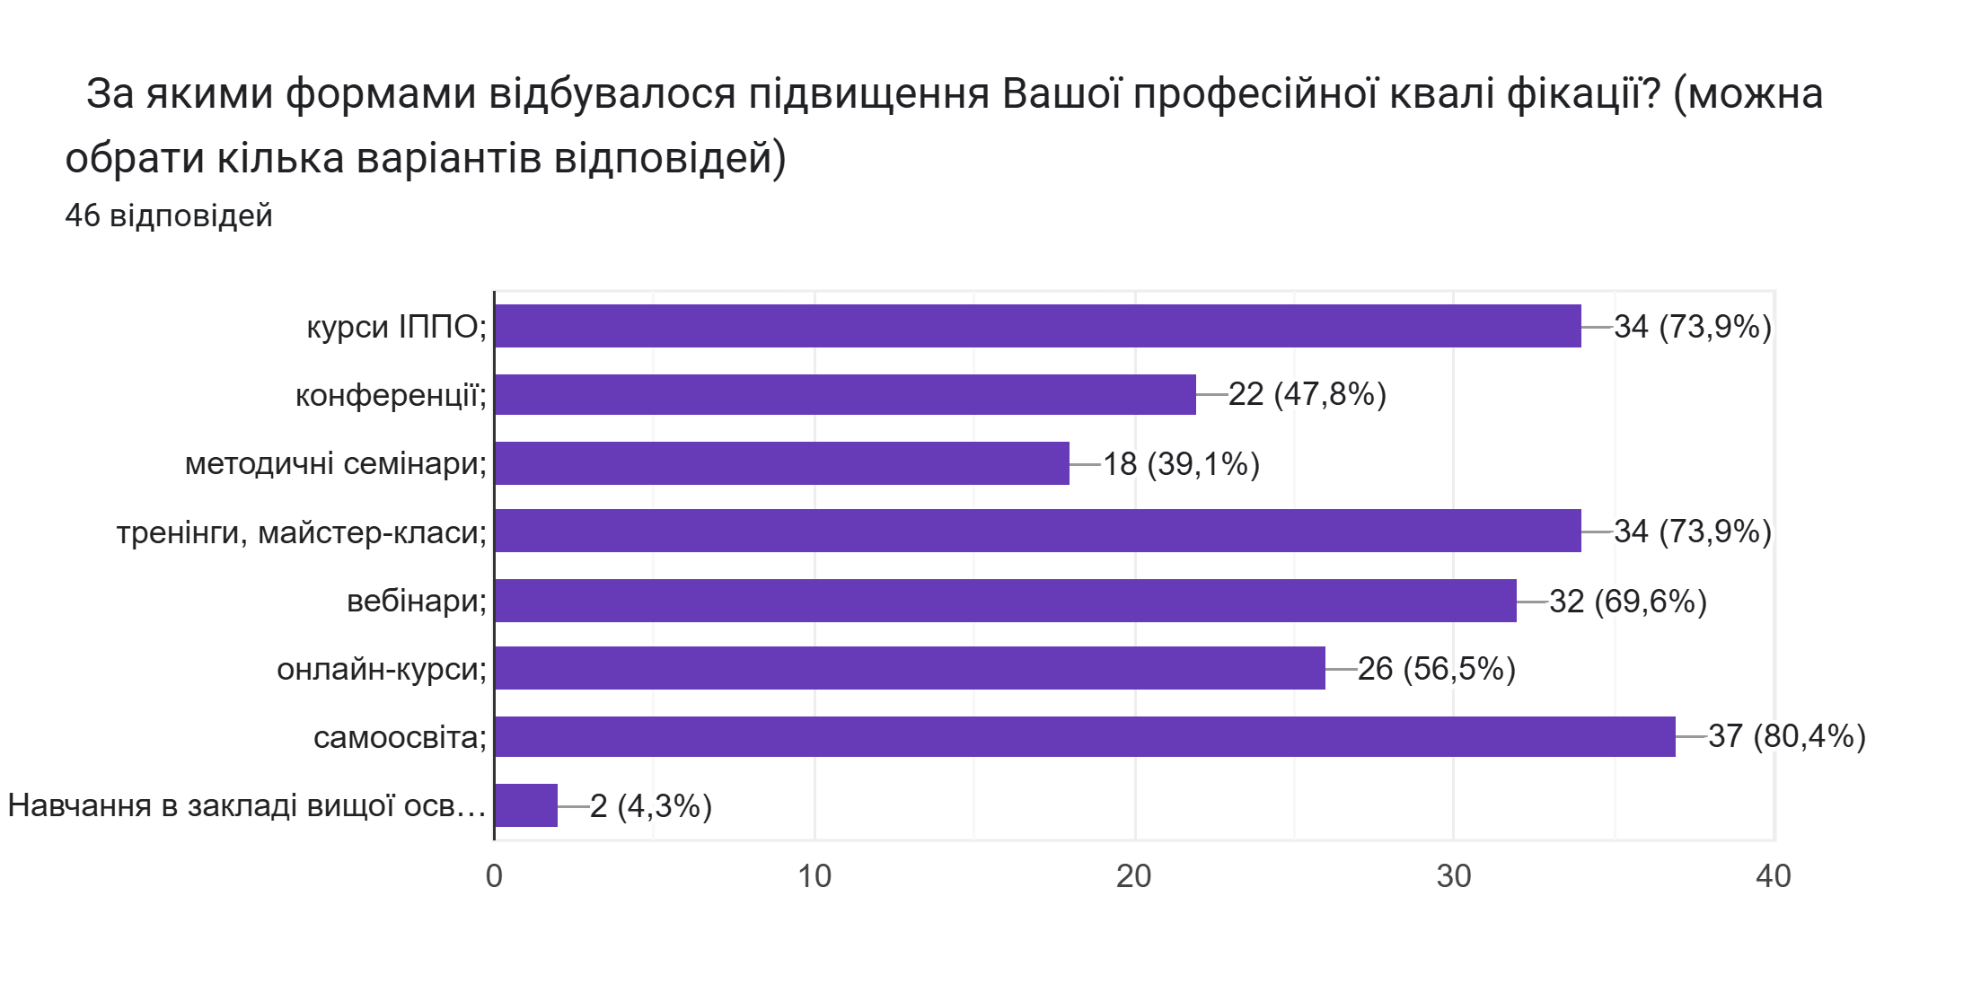 За якими формами відбувалося підвищення Вашої професійної квалі фікації? (можна
обрати кілька варіантів відповідей)
46 відповідей
курси ІППО;
34 (73,9%)
конференції;
22 (47,8%)
методичні семінари;
18 (39,1%)
тренінги, майстер-класи;
34 (73,9%)
вебінари;
32 (69,6%)
онлайн-курси;
26 (56,5%)
самоосвіта;
37 (80,4%)
Навчання в закладі вищої осв…
2 (4,3%)
0 10 20 30 40